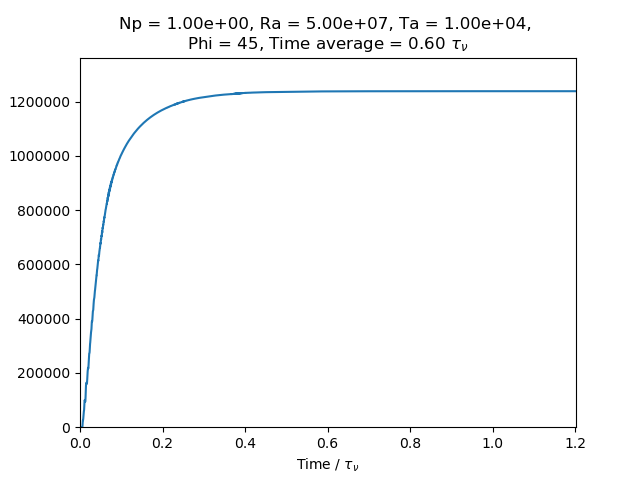 Np = 1.00e+00, Ra = 5.00e+07, Ta = 1.00e+04,
Phi = 45, Time average = 0.60 τν
1200000
1000000
800000
600000
400000
200000
0
0.0 0.2 0.4 0.6 0.8 1.0 1.2
Time / τν